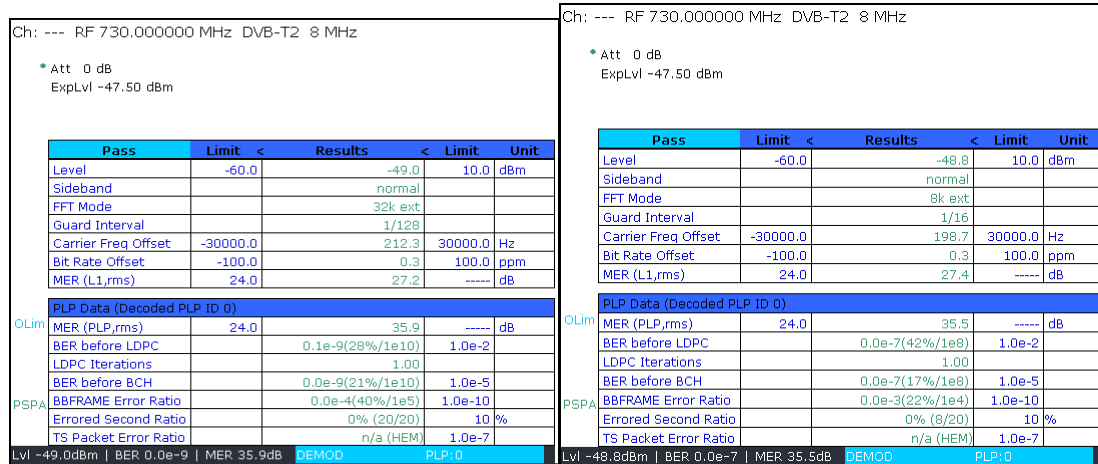 Ch: --- RF 730.000000 MHz DVB-T2 8 MHz
* Att 0 dB
ExpLvl -47.50 dBm
Pass Limit < Results < Limit Unit
Level -60.0 -49.0 10.0 dBm
Sideband normal
FFT Mode 32k ext
Guard Interval 1/128
Carrier Freq Offset -30000.0 212.3 30000.0 Hz
Bit Rate Offset -100.0 0.3 100.0 ppm
MER (L1,rms) 24.0 27.2 ----- dB
PLP Data (Decoded PLP ID 0)
OLim MER (PLP,rms) 24.0 35.9 ----- dB
BER before LDPC 0.1e-9(28%/1e10) 1.0e-2
LDPC Iterations 1.00
BER before BCH 0.0e-9(21%/1e10) 1.0e-5
PSPA BBFRAME Error Ratio 0.0e-4(40%/1e5) 1.0e-10
Errored Second Ratio 0% (20/20) 10 %
TS Packet Error Ratio n/a (HEM) 1.0e-7
Lvl -49.0dBm | BER 0.0e-9 | MER 35.9dB DEMOD PLP:0
Ch: --- RF 730.000000 MHz DVB-T2 8 MHz
* Att 0 dB
ExpLvl -47.50 dBm
Pass Limit < Results < Limit Unit
Level -60.0 -48.8 10.0 dBm
Sideband normal
FFT Mode 8k ext
Guard Interval 1/16
Carrier Freq Offset -30000.0 198.7 30000.0 Hz
Bit Rate Offset -100.0 0.3 100.0 ppm
MER (L1,rms) 24.0 27.4 ----- dB
PLP Data (Decoded PLP ID 0)
OLim MER (PLP,rms) 24.0 35.5 ----- dB
BER before LDPC 0.0e-7(42%/1e8) 1.0e-2
LDPC Iterations 1.00
BER before BCH 0.0e-7(17%/1e8) 1.0e-5
PSPA BBFRAME Error Ratio 0.0e-3(22%/1e4) 1.0e-10
Errored Second Ratio 0% (8/20) 10 %
TS Packet Error Ratio n/a (HEM) 1.0e-7
Lvl -48.8dBm | BER 0.0e-7 | MER 35.5dB DEMOD PLP:0